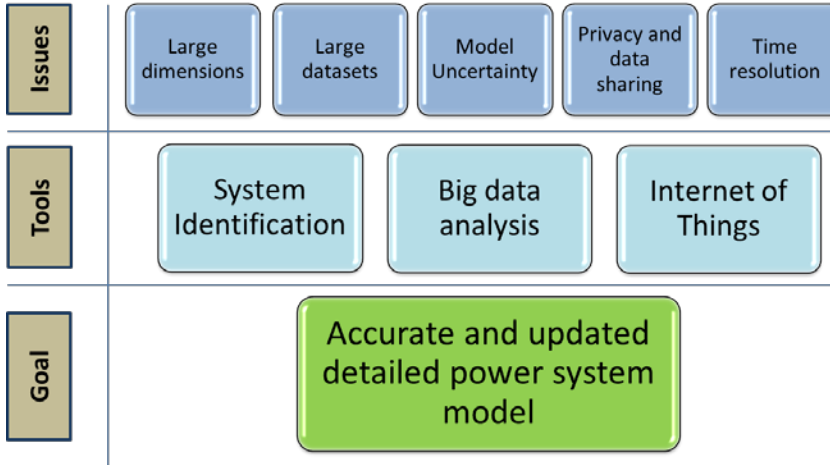 Issues
Large
dimensions
Large
datasets
Model
Uncertainty
Privacy and
data
sharing
Time
resolution
Tools
System
Identification
Big data
analysis
Internet of
Things
Goal
Accurate and updated
detailed power system
model